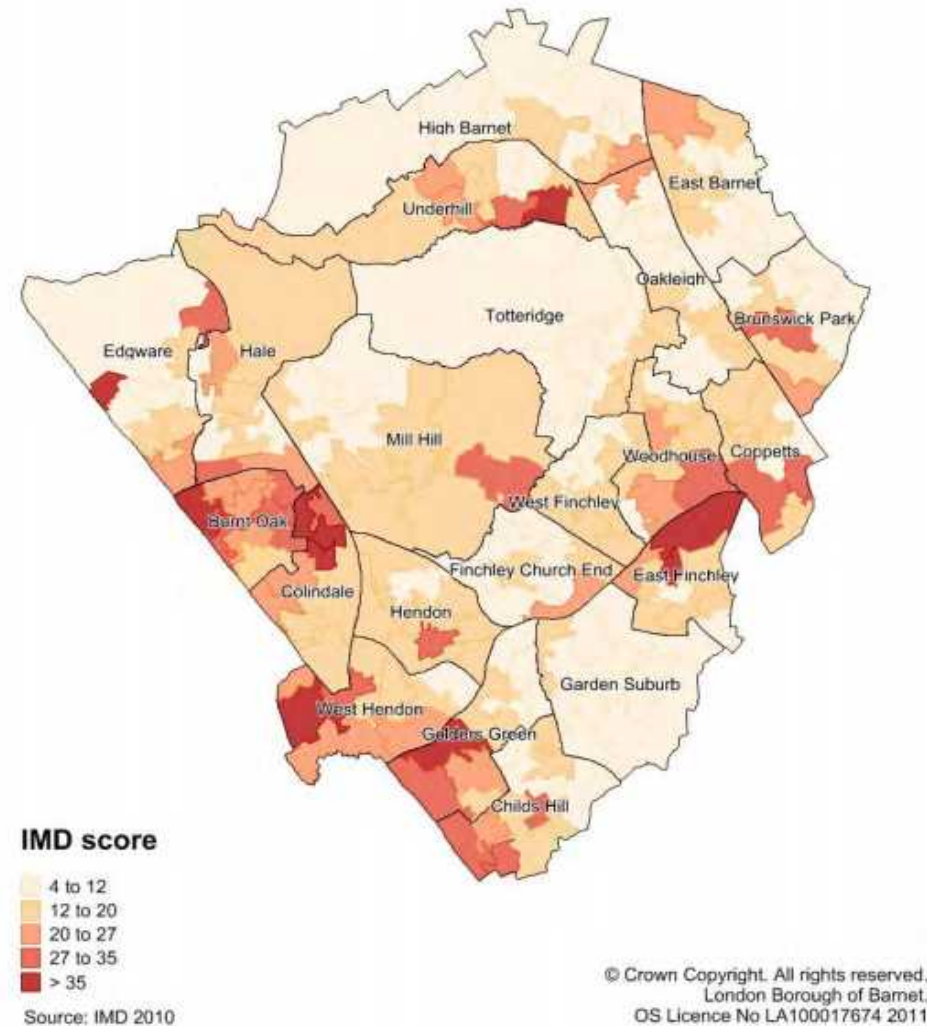 High Barnet
East Barnet
Underhill
Oakleigh
Totteridge
Brunswick Park
Edgware
Hale
Mill Hill
Woodhouse
Coppetts
West Finchley
Burnt Oak
Finchley Church End
East Finchley
Colindale
Hendon
Garden Suburb
West Hendon
Golders Green
Childs Hill
IMD score
4 to 12
12 to 20
20 to 27
27 to 35
> 35
Source: IMD 2010
© Crown Copyright. All rights reserved.
London Borough of Barnet.
OS Licence No LA100017674 2011